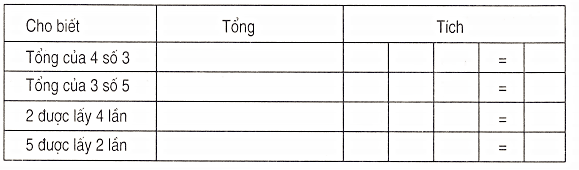 Cho biết Tổng Tích
Tổng của 4 số 3 =
Tổng của 3 số 5 =
2 được lấy 4 lần =
5 được lấy 2 lần =